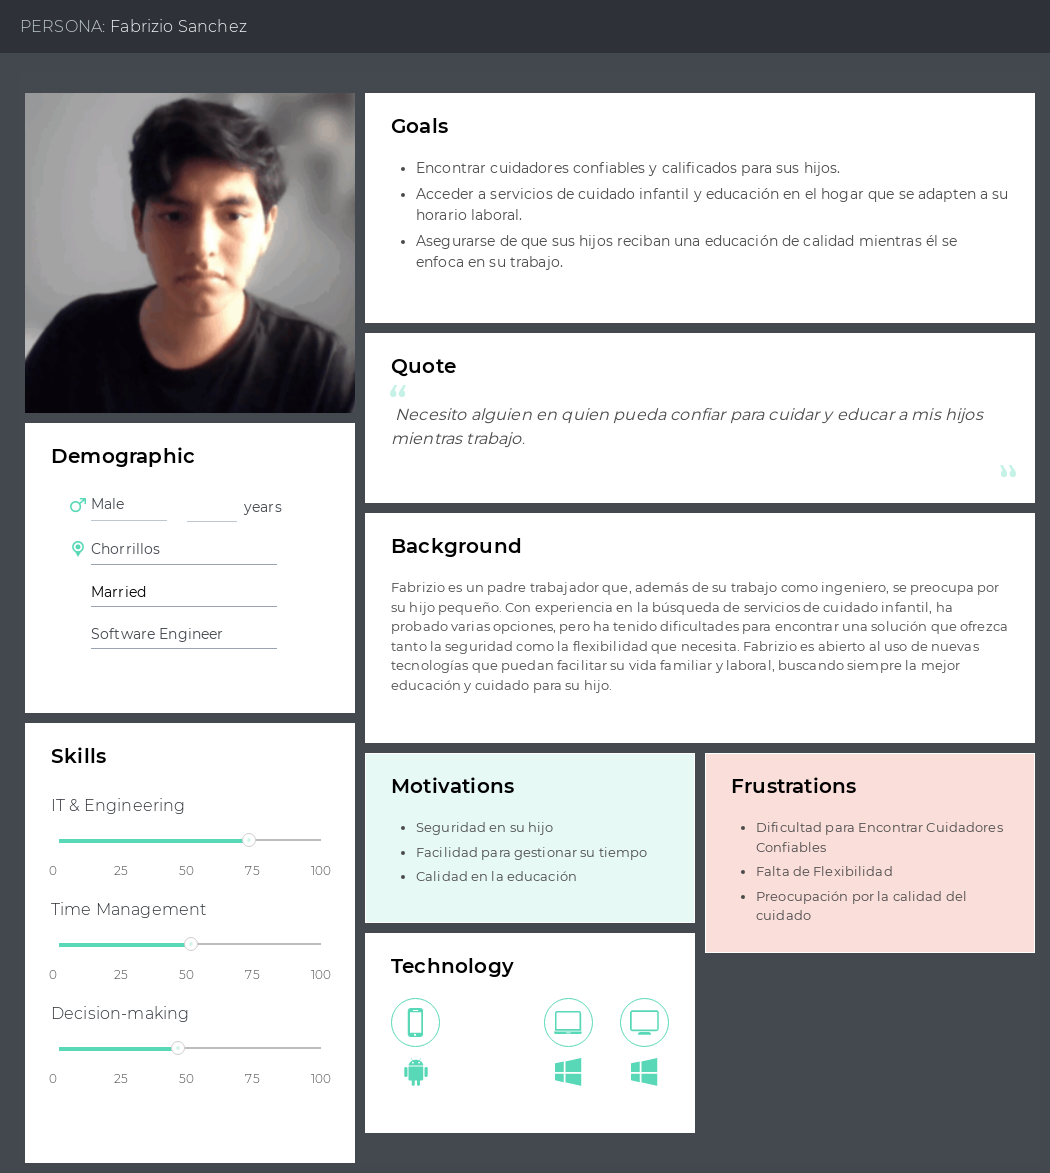 PERSONA: Fabrizio Sanchez
Goals
• Encontrar cuidadores confiables y calificados para sus hijos.
• Acceder a servicios de cuidado infantil y educación en el hogar que se adapten a su
horario laboral.
• Asegurarse de que sus hijos reciban una educación de calidad mientras él se
enfoca en su trabajo.
Quote
“
Necesito alguien en quien pueda confiar para cuidar y educar a mis hijos
mientras trabajo.
”
Demographic
Male years
Chorrillos
Married
Software Engineer
Background
Fabrizio es un padre trabajador que, además de su trabajo como ingeniero, se preocupa por
su hijo pequeño. Con experiencia en la búsqueda de servicios de cuidado infantil, ha
probado varias opciones, pero ha tenido dificultades para encontrar una solución que ofrezca
tanto la seguridad como la flexibilidad que necesita. Fabrizio es abierto al uso de nuevas
tecnologías que puedan facilitar su vida familiar y laboral, buscando siempre la mejor
educación y cuidado para su hijo.
Skills
IT & Engineering
0 25 50 75 100
Time Management
0 25 50 75 100
Decision-making
0 25 50 75 100
Motivations
• Seguridad en su hijo
• Facilidad para gestionar su tiempo
• Calidad en la educación
Frustrations
• Dificultad para Encontrar Cuidadores
Confiables
• Falta de Flexibilidad
• Preocupación por la calidad del
cuidado
Technology